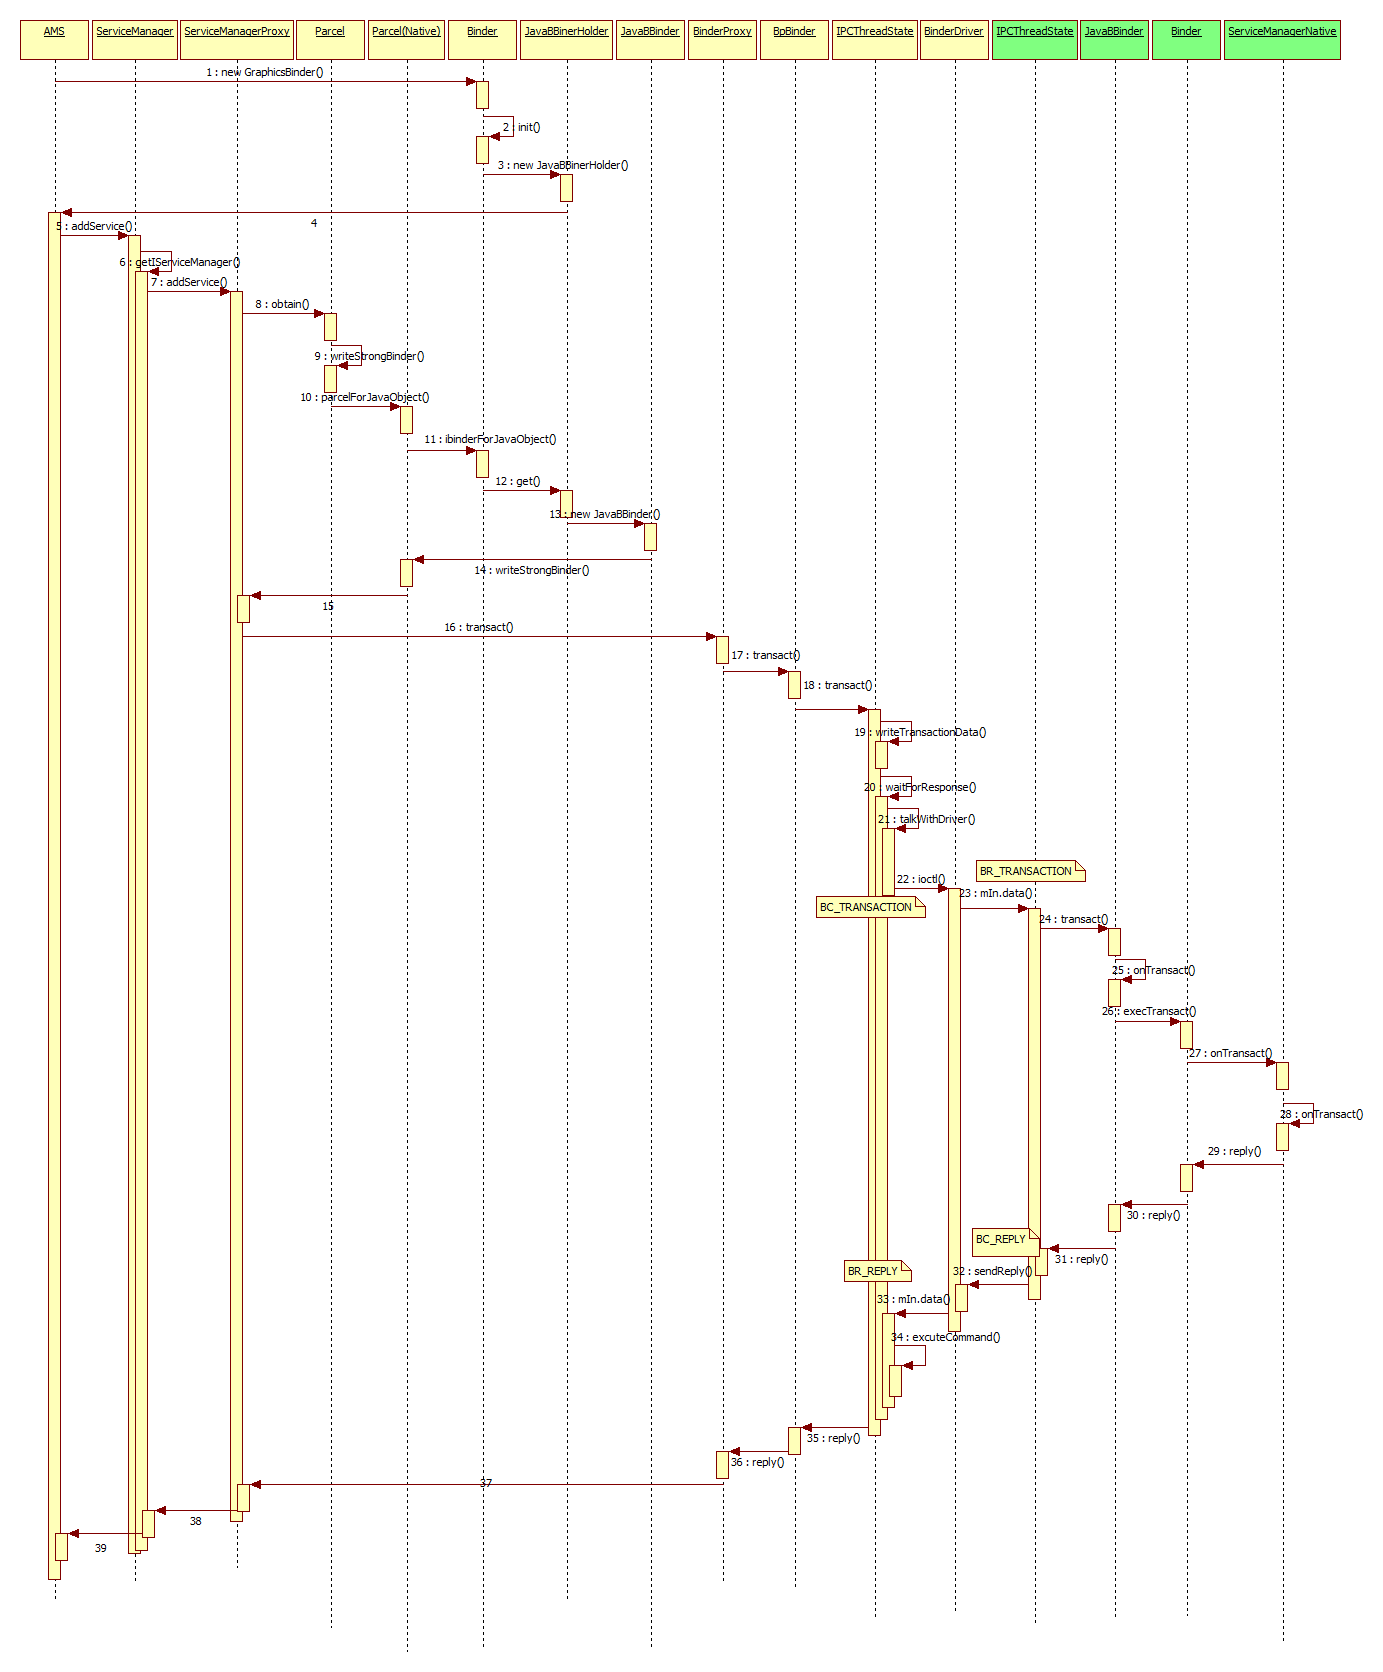 AMS
ServiceManager
ServiceManagerProxy
Parcel
Parcel(Native)
Binder
JavaBBinerHolder
JavaBBinder
BinderProxy
BpBinder
IPCThreadState
BinderDriver
IPCThreadState
JavaBBinder
Binder
ServiceManagerNative
1 : new GraphicsBinder()
2 : init()
3 : new JavaBBinerHolder()
4
5 : addService()
6 : getIServiceManager()
7 : addService()
8 : obtain()
9 : writeStrongBinder()
10 : parcelForJavaObject()
11 : ibinderForJavaObject()
12 : get()
13 : new JavaBBinder()
14 : writeStrongBinder()
15
16 : transact()
17 : transact()
18 : transact()
19 : writeTransactionData()
20 : waitForResponse()
21 : talkWithDriver()
BR_TRANSACTION
22 : ioctl()
23 : mIn.data()
BC_TRANSACTION
24 : transact()
25 : onTransact()
26 : execTransact()
27 : onTransact()
28 : onTransact()
29 : reply()
30 : reply()
BC_REPLY
31 : reply()
BR_REPLY
32 : sendReply()
33 : mIn.data()
34 : excuteCommand()
35 : reply()
36 : reply()
37
38
39